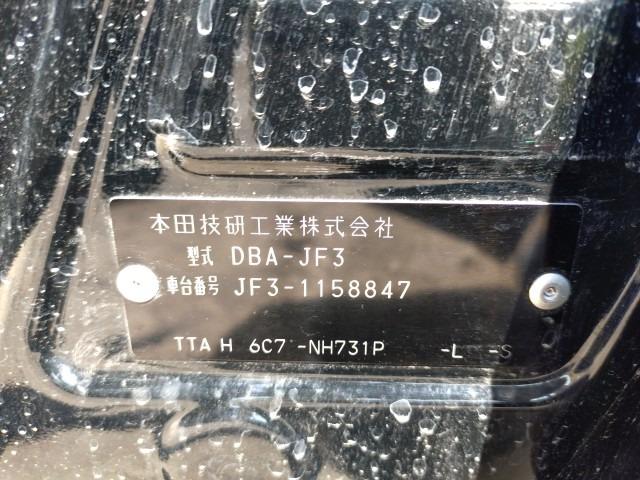 本田技研工業株式会社
型式 DBA-JF3
車台番号 JF3-1158847
TTA H 6C7 -NH731P -L -S